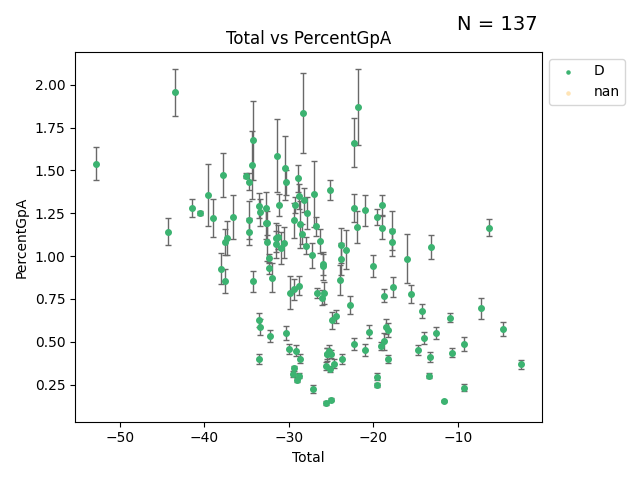 N = 137
Total vs PercentGpA
D
nan
PercentGpA
2.00
1.75
1.50
1.25
1.00
0.75
0.50
0.25
−50
−40
−30
−20
−10
Total